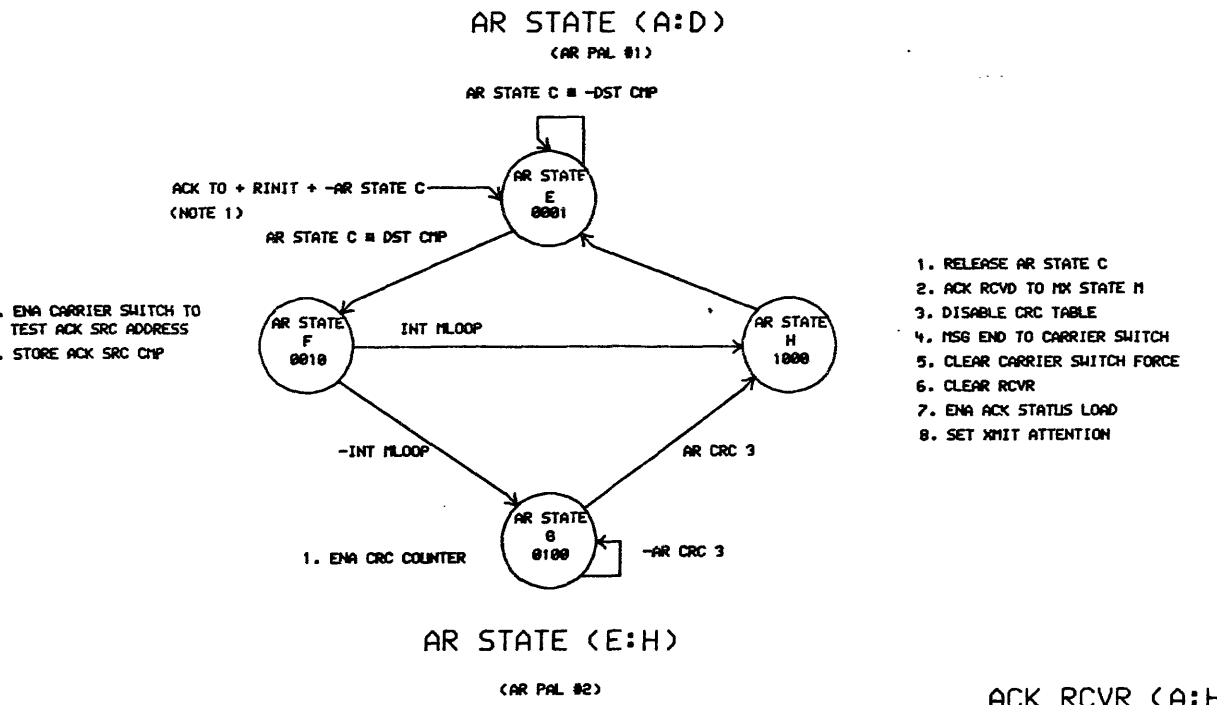 AR STATE (A:D)
(AR PAL #1)
AR STATE C * -DST CMP
AR STATE
E
0001
ACK TO + RINIT + -AR STATE C
(NOTE 1)
AR STATE C * DST CMP
. ENA CARRIER SWITCH TO
TEST ACK SRC ADDRESS
. STORE ACK SRC CMP
AR STATE
F
0010
INT MLOOP
AR STATE
H
1000
1. RELEASE AR STATE C
2. ACK RCVD TO MX STATE M
3. DISABLE CRC TABLE
4. MSG END TO CARRIER SWITCH
5. CLEAR CARRIER SWITCH FORCE
6. CLEAR RCVR
7. ENA ACK STATUS LOAD
8. SET XMIT ATTENTION
-INT MLOOP
AR CRC 3
AR STATE
G
0100
1. ENA CRC COUNTER
-AR CRC 3
AR STATE (E:H)
(AR PAL #2)
ACK RCVR (A:H